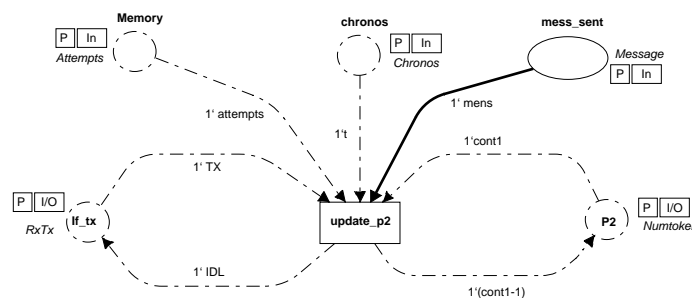 Memory
chronos
mess_sent
P In
Attempts
P In
Chronos
Message
P In
1‘ attempts
1‘t
1‘ mens
1‘cont1
1‘ TX
P I/O
RxTx
If_tx
update_p2
P2
P I/O
Numtoke
1‘ IDL
1‘(cont1-1)